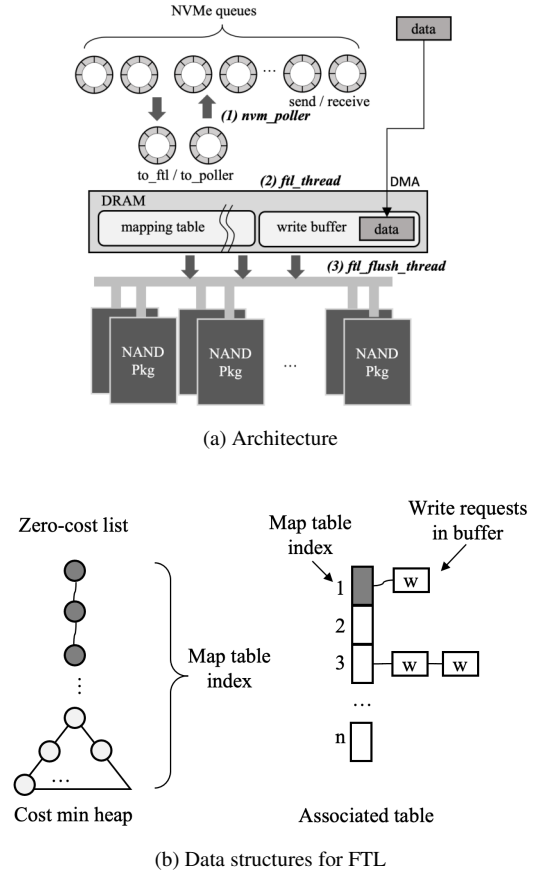 NVMe queues
data
...
send / receive
(1) nvm_poller
to_ftl / to_poller
(2) ftl_thread
DMA
DRAM
mapping table
write buffer
data
(3) ftl_flush_thread
NAND
Pkg
NAND
Pkg
...
NAND
Pkg
(a) Architecture
Zero-cost list
...
Map table
index
...
Cost min heap
Map table
index
Write requests
in buffer
1
w
2
3
w
w
...
n
Associated table
(b) Data structures for FTL